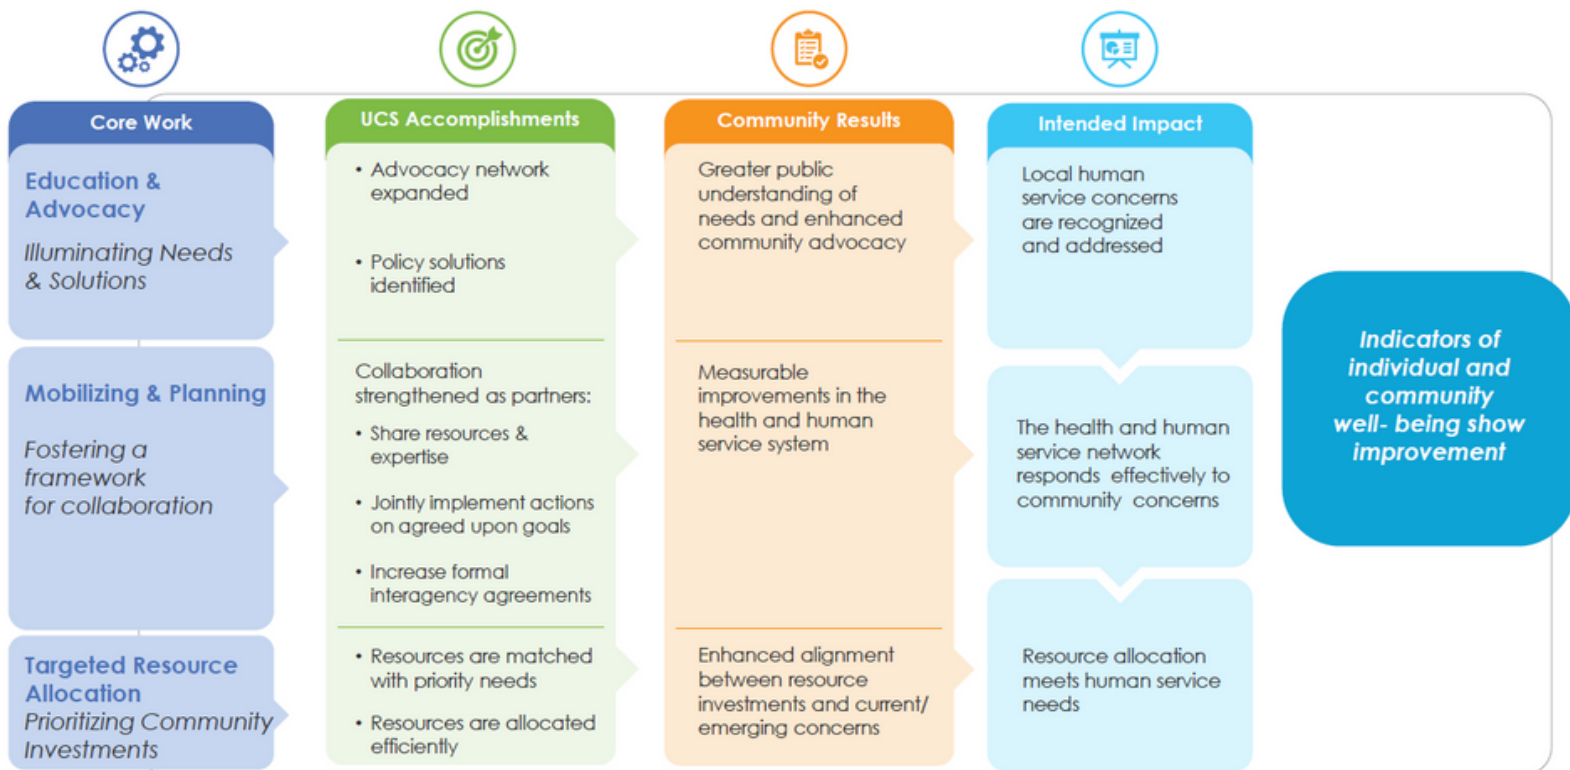 Core Work
Education &
Advocacy
Illuminating Needs
& Solutions
Mobilizing & Planning
Fostering a
framework
for collaboration
Targeted Resource
Allocation
Prioritizing Community
Investments
UCS Accomplishments
• Advocacy network
expanded
• Policy solutions
identified
Collaboration
strengthened as partners:
• Share resources &
expertise
• Jointly implement actions
on agreed upon goals
• Increase formal
interagency agreements
• Resources are matched
with priority needs
• Resources are allocated
efficiently
Community Results
Greater public
understanding of
needs and enhanced
community advocacy
Measurable
improvements in the
health and human
service system
Enhanced alignment
between resource
investments and current/
emerging concerns
Intended Impact
Local human
service concerns
are recognized
and addressed
The health and human
service network
responds effectively to
community concerns
Resource allocation
meets human service
needs
Indicators of
individual and
community
well- being show
improvement